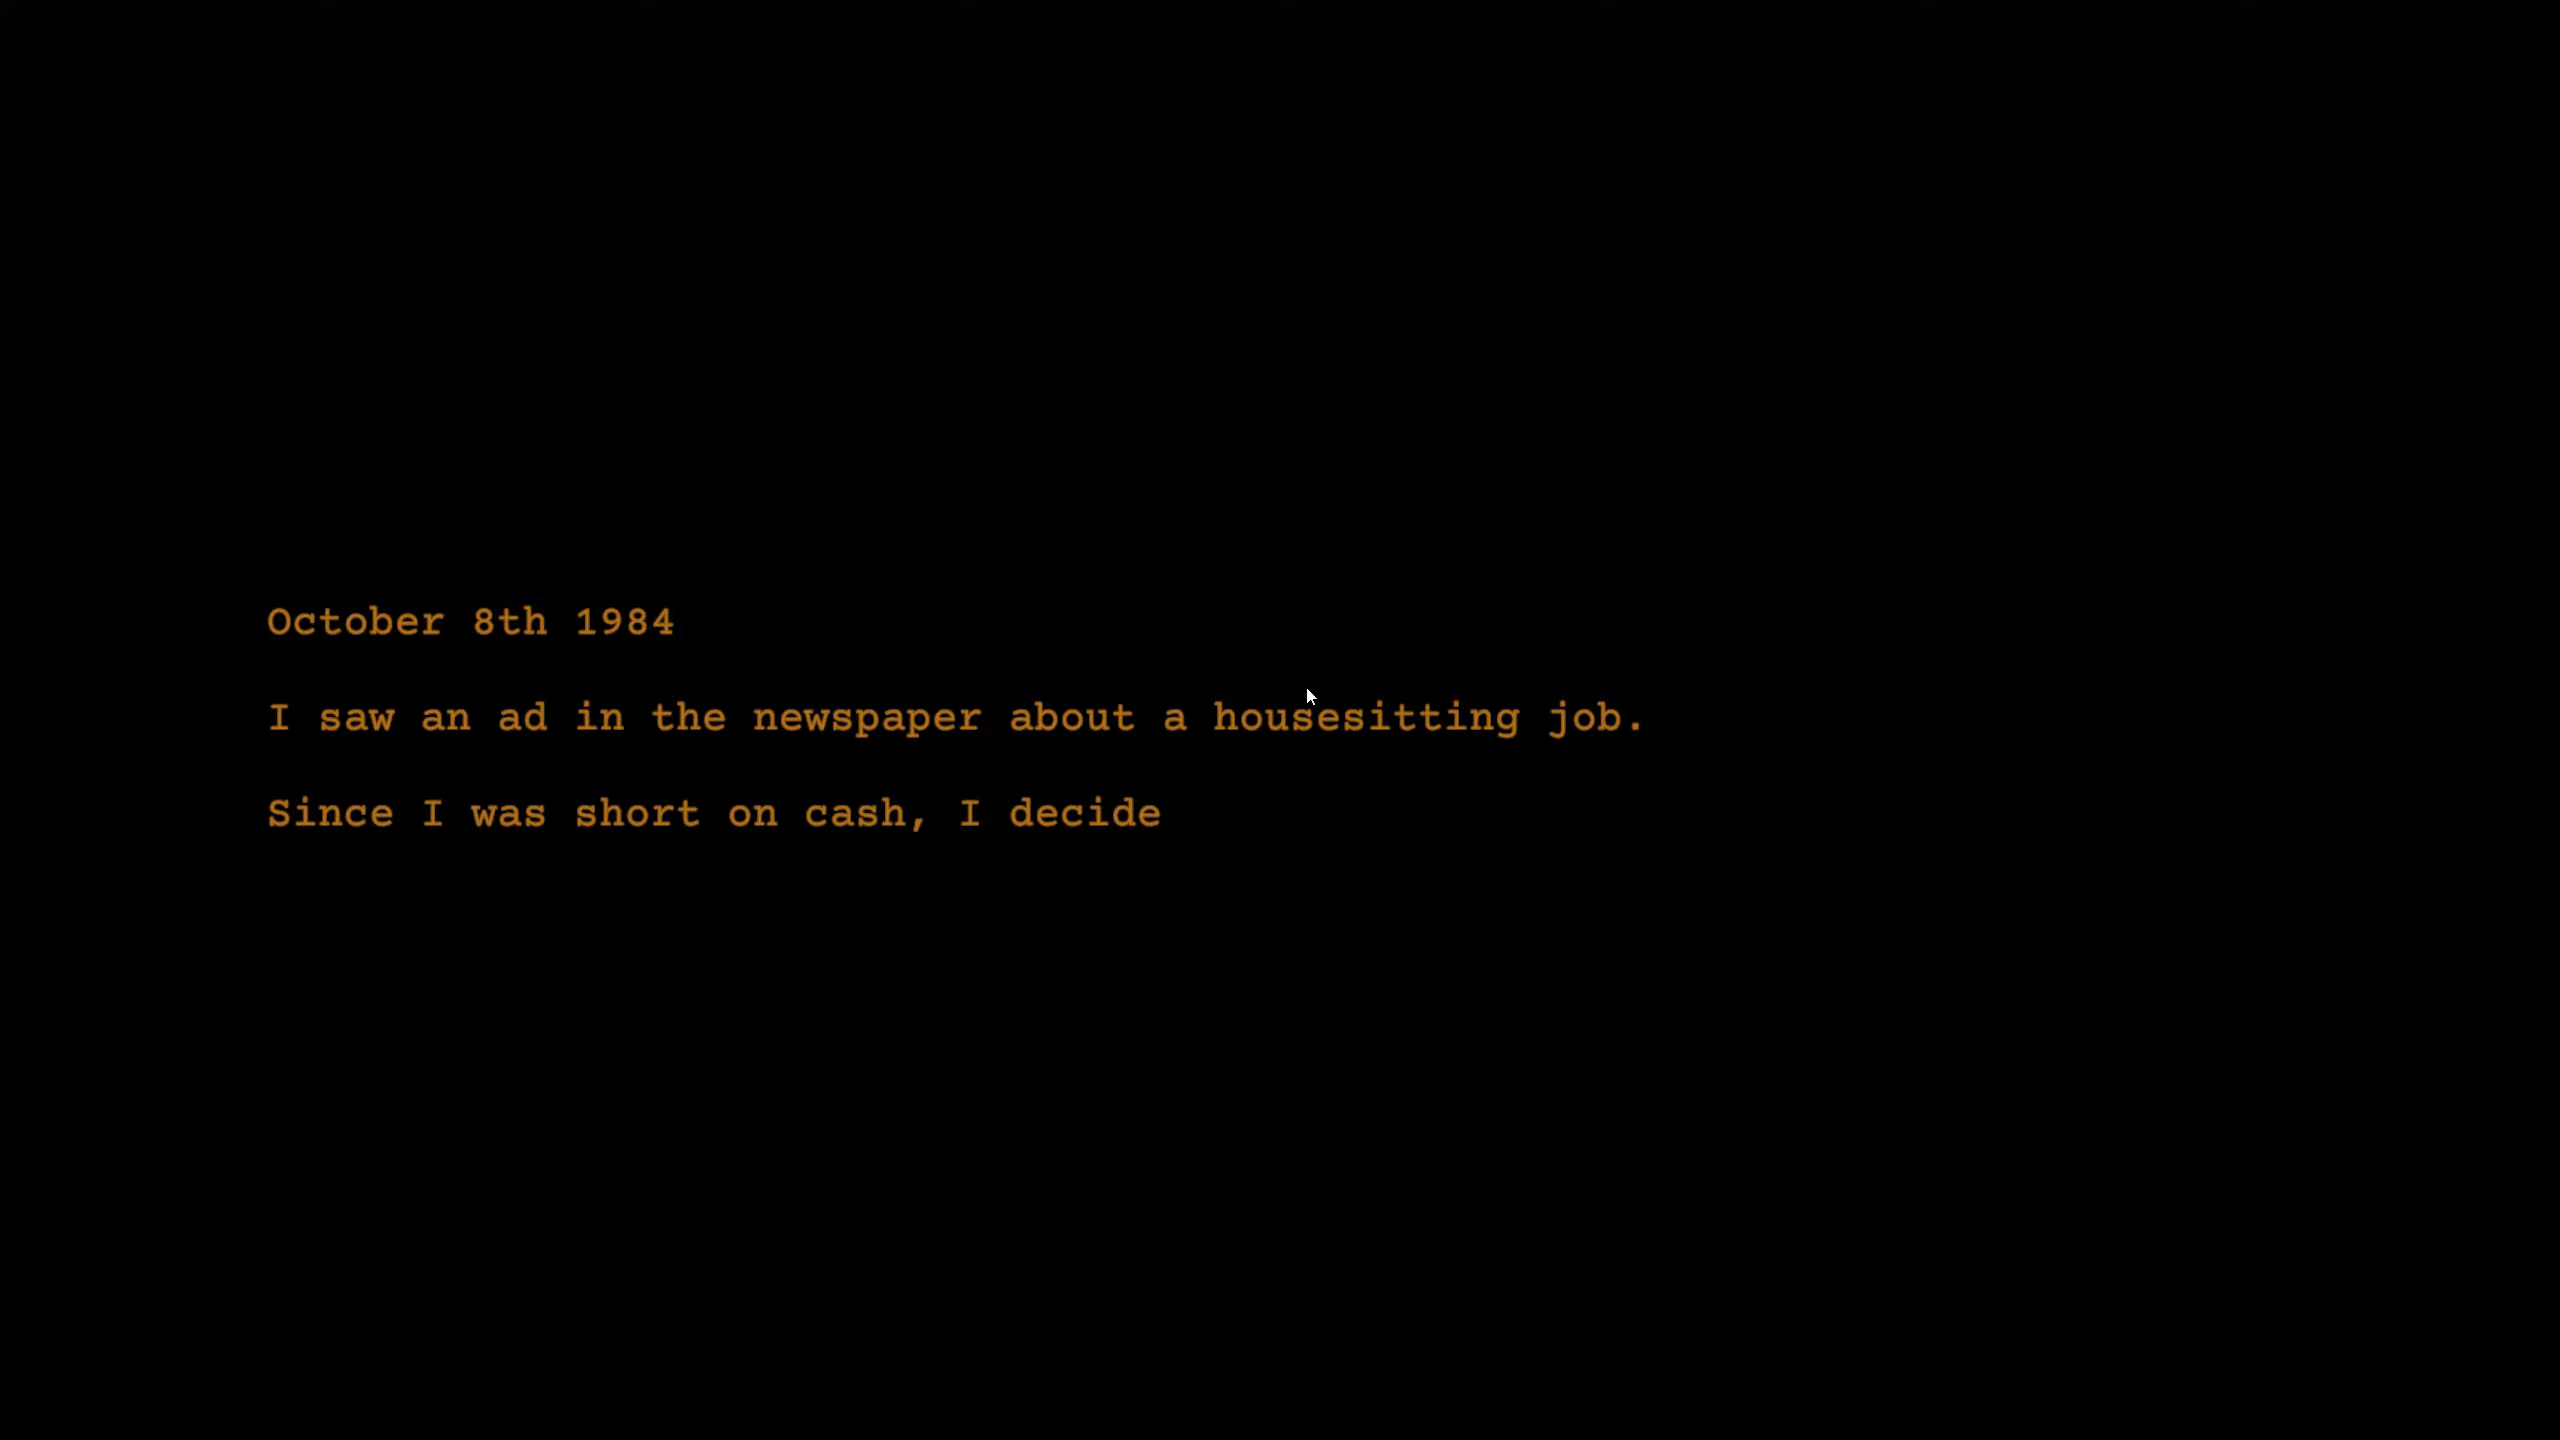 October 8th 1984
I saw an ad in the newspaper about a housesitting job.
Since I was short on cash, I decide